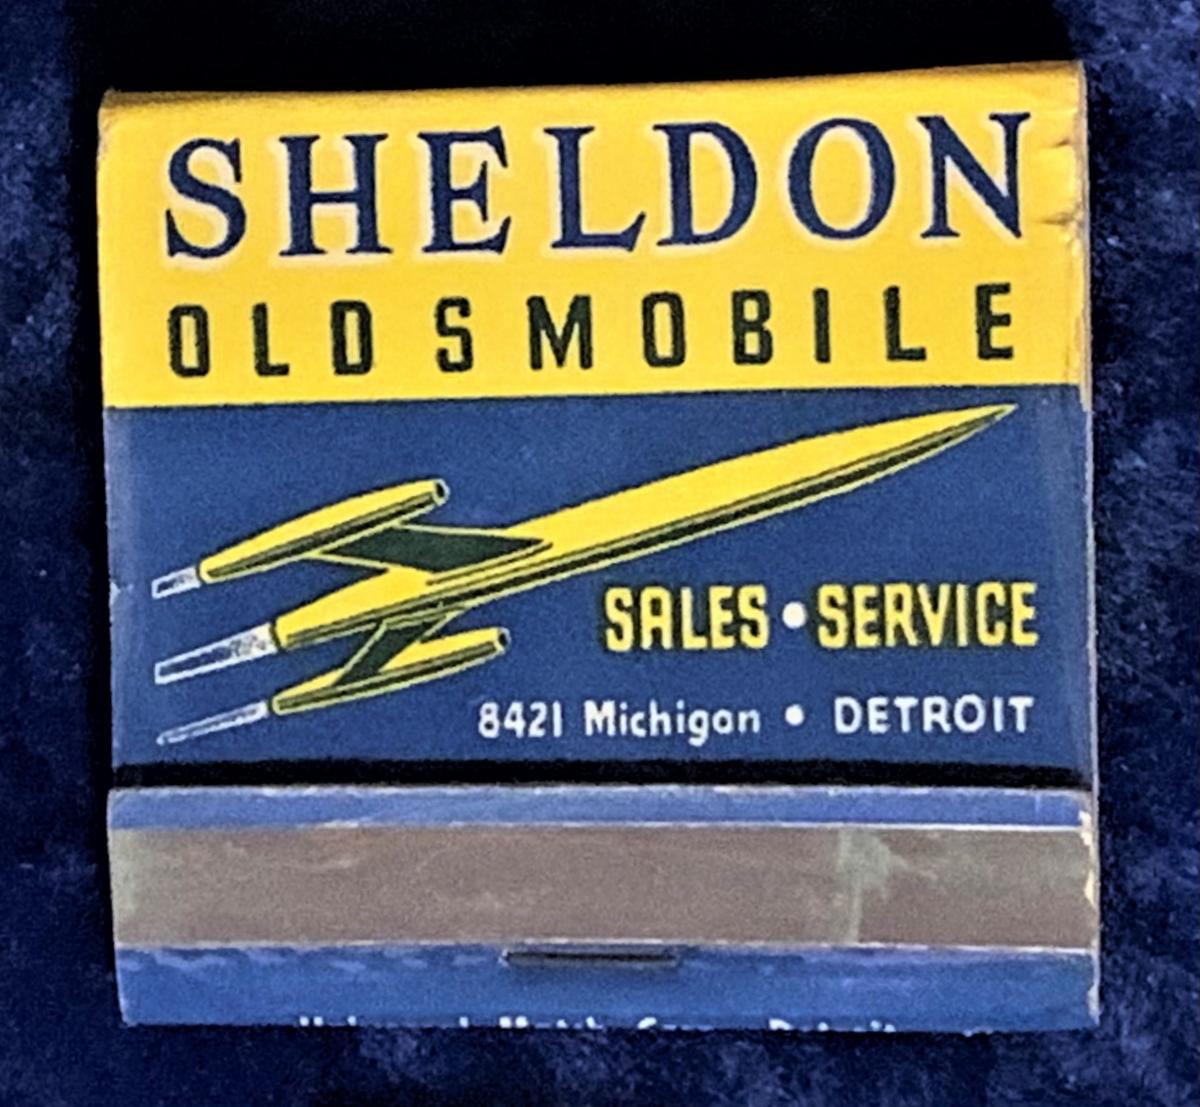 SHELDON
OLDSMOBILE
SALES • SERVICE
8421 Michigan • DETROIT